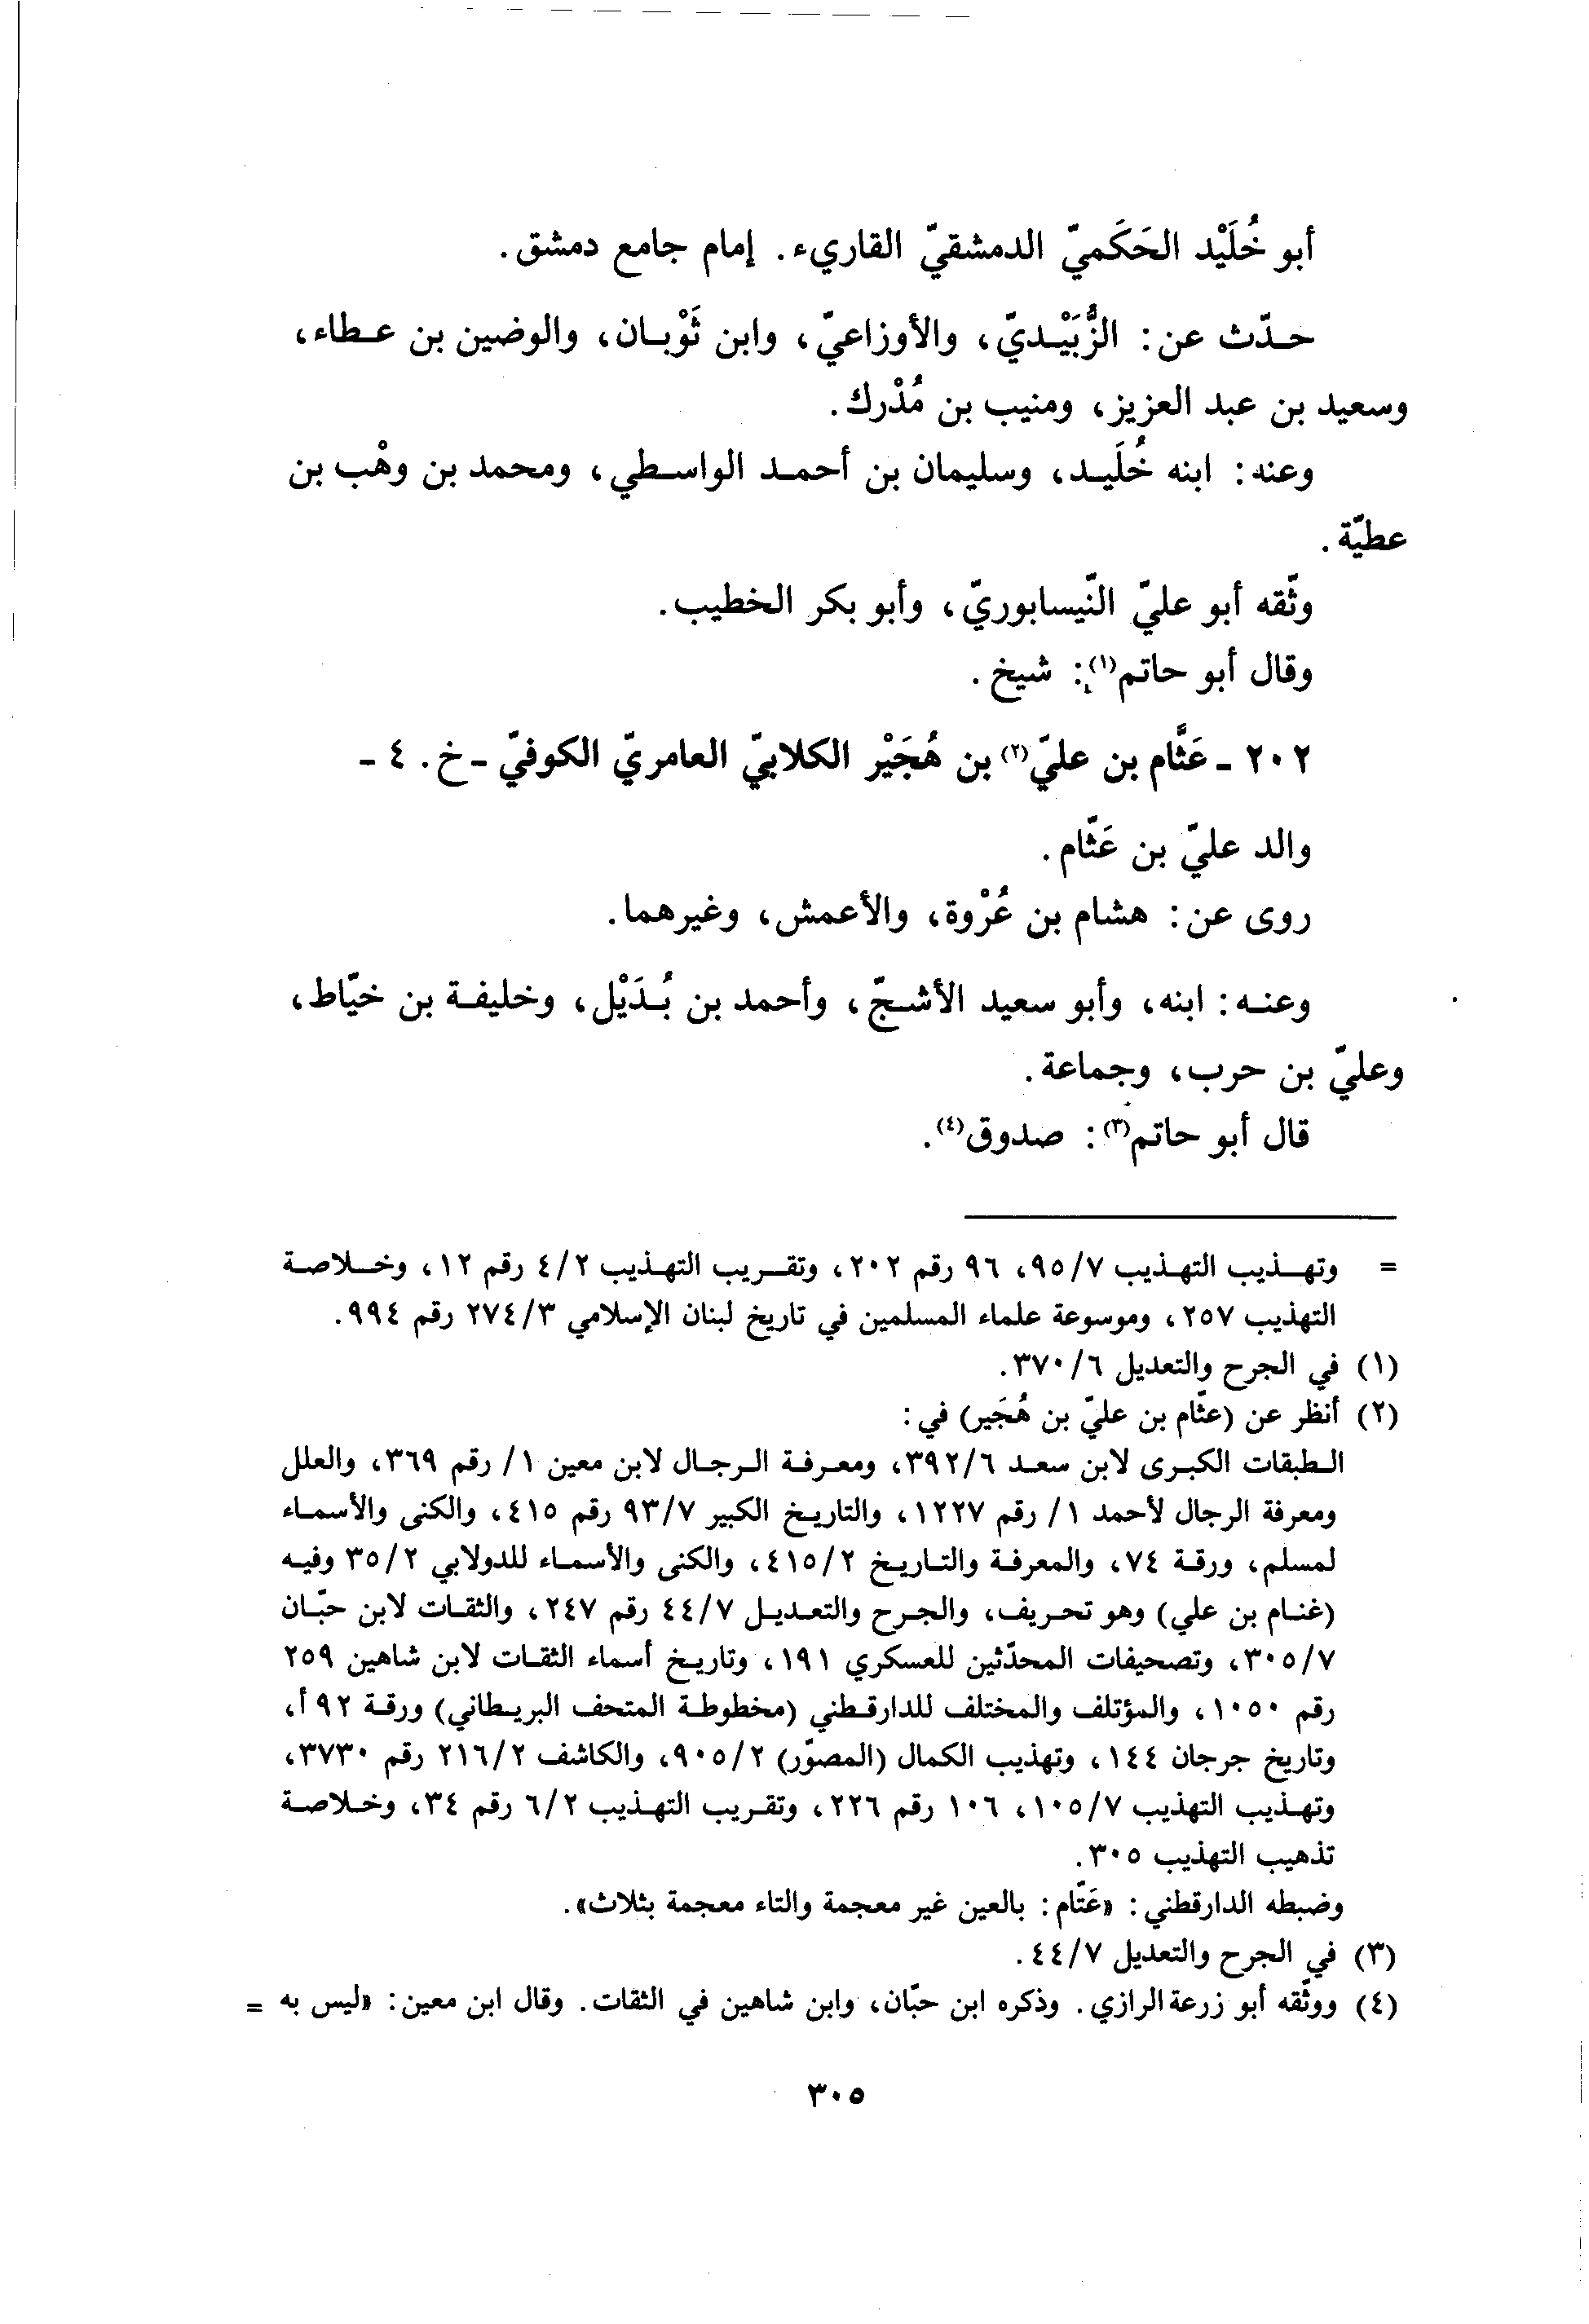 أبو خُلَيْد الحَكَميّ الدمشقيّ القاريء. إمام جامع دمشق.
حدّث عن: الزُّبَيْديّ، والأوزاعيّ، وابن ثَوْبان، والوضين بن عطاء،
وسعيد بن عبد العزيز، ومنيب بن مُدْرك.
وعنه: ابنه خُلَيد، وسليمان بن أحمد الواسطي، ومحمد بن وهْب بن
عطيّة.
وثّقه أبو عليّ النّيسابوريّ، وأبو بكر الخطيب.
وقال أبو حاتم(١): شيخ.
٢٠٢ - عَثَّام بن عليّ(٢) بن هُجَيْر الكلابيّ العامريّ الكوفيّ - خ. ٤ -
والد عليّ بن عَثّام.
روى عن: هشام بن عُرْوة، والأعمش، وغيرهما.
وعنه: ابنه، وأبو سعيد الأشجّ، وأحمد بن بُدَيْل، وخليفة بن خيّاط،
وعليّ بن حرب، وجماعة.
قال أبو حاتم(٣): صدوق(٤).
= وتهذيب التهذيب ٩٥/٧، ٩٦ رقم ٢٠٢، وتقريب التهذيب ٤/٢ رقم ١٢، وخلاصة
التهذيب ٢٥٧، وموسوعة علماء المسلمين في تاريخ لبنان الإسلامي ٢٧٤/٣ رقم ٩٩٤.
(١) في الجرح والتعديل ٣٧٠/٦.
(٢) أنظر عن (عثّام بن عليّ بن هُجَير) في:
الطبقات الكبرى لابن سعد ٣٩٢/٦، ومعرفة الرجال لابن معين ١/ رقم ٣٦٩، والعلل
ومعرفة الرجال لأحمد ١/ رقم ١٢٢٧، والتاريخ الكبير ٩٣/٧ رقم ٤١٥، والكنى والأسماء
لمسلم، ورقة ٧٤، والمعرفة والتاريخ ٤١٥/٢، والكنى والأسماء للدولابي ٣٥/٢ وفيه
(غنام بن علي) وهو تحريف، والجرح والتعديل ٤٤/٧ رقم ٢٤٧، والثقات لابن حبّان
٣٠٥/٧، وتصحيفات المحدّثين للعسكري ١٩١، وتاريخ أسماء الثقات لابن شاهين ٢٥٩
رقم ١٠٥٠، والمؤتلف والمختلف للدارقطني (مخطوطة المتحف البريطاني) ورقة ٩٢ أ،
وتاريخ جرجان ١٤٤، وتهذيب الكمال (المصوّر) ٩٠٥/٢، والكاشف ٢١٦/٢ رقم ٣٧٣٠،
وتهذيب التهذيب ١٠٥/٧، ١٠٦ رقم ٢٢٦، وتقريب التهذيب ٦/٢ رقم ٣٤، وخلاصة
تذهيب التهذيب ٣٠٥.
وضبطه الدارقطني: «عَثّام: بالعين غير معجمة والتاء معجمة بثلاث».
(٣) في الجرح والتعديل ٤٤/٧.
(٤) ووثّقه أبو زرعة الرازي. وذكره ابن حبّان، وابن شاهين في الثقات. وقال ابن معين: «ليس به =
٣٠٥